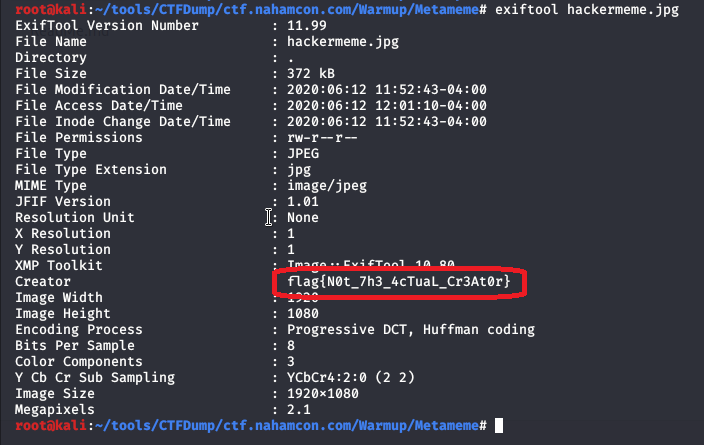 root@kali:~/tools/CTFDump/ctf.nahamcon.com/Warmup/Metameme# exiftool hackermeme.jpg
ExifTool Version Number : 11.99
File Name : hackermeme.jpg
Directory : .
File Size : 372 kB
File Modification Date/Time : 2020:06:12 11:52:43-04:00
File Access Date/Time : 2020:06:12 12:01:10-04:00
File Inode Change Date/Time : 2020:06:12 11:52:43-04:00
File Permissions : rw-r--r--
File Type : JPEG
File Type Extension : jpg
MIME Type : image/jpeg
JFIF Version : 1.01
Resolution Unit : None
X Resolution : 1
Y Resolution : 1
XMP Toolkit : Image::ExifTool 10.80
Creator : flag{N0t_7h3_4cTuaL_Cr3At0r}
Image Width : 1920
Image Height : 1080
Encoding Process : Progressive DCT, Huffman coding
Bits Per Sample : 8
Color Components : 3
Y Cb Cr Sub Sampling : YCbCr4:2:0 (2 2)
Image Size : 1920×1080
Megapixels : 2.1
root@kali:~/tools/CTFDump/ctf.nahamcon.com/Warmup/Metameme#